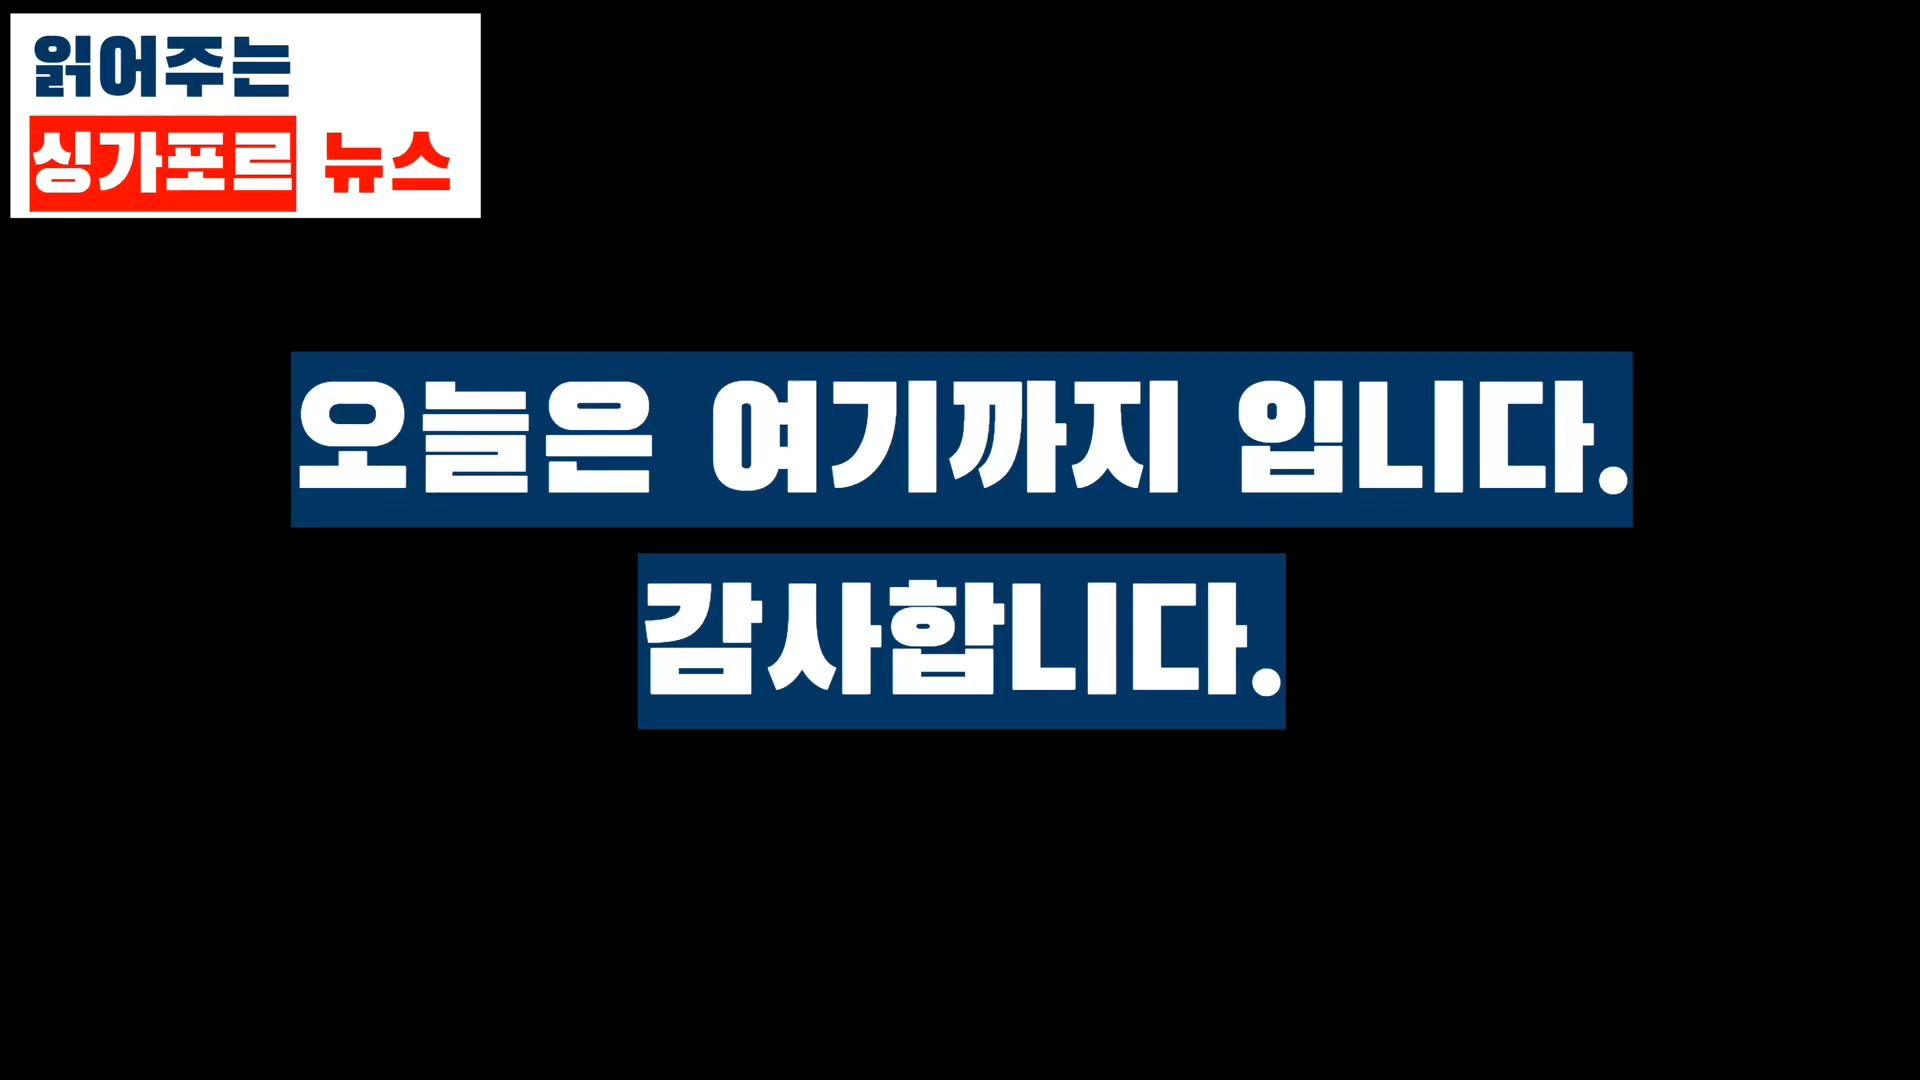 읽어주는
싱가포르 뉴스
오늘은 여기까지 입니다.
감사합니다.